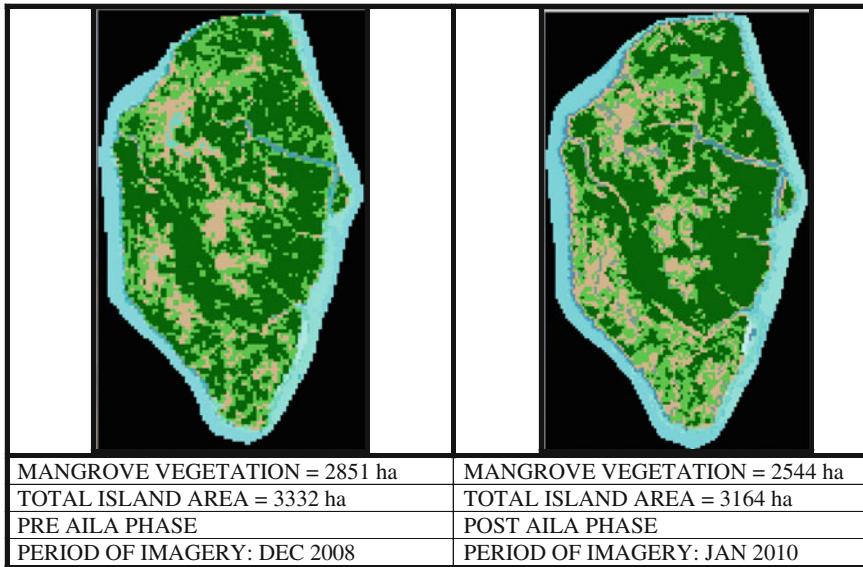 MANGROVE VEGETATION = 2851 ha
MANGROVE VEGETATION = 2544 ha
TOTAL ISLAND AREA = 3332 ha
TOTAL ISLAND AREA = 3164 ha
PRE AILA PHASE
POST AILA PHASE
PERIOD OF IMAGERY: DEC 2008
PERIOD OF IMAGERY: JAN 2010